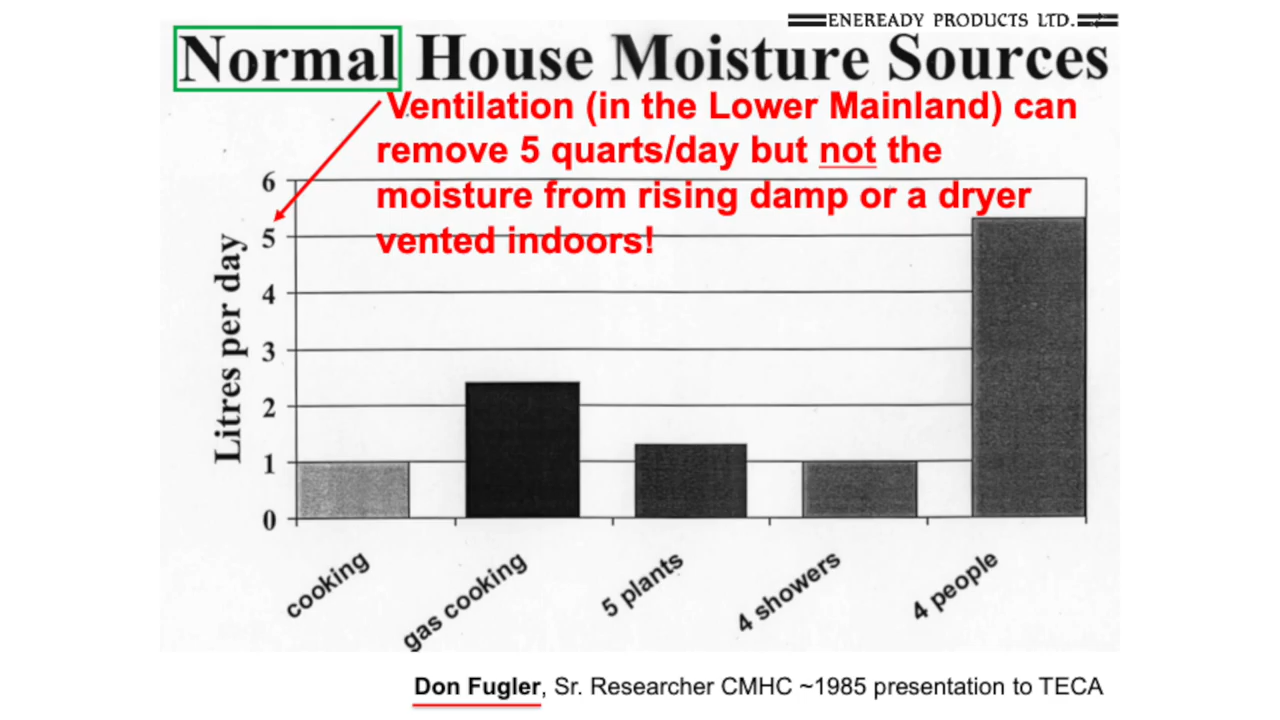 ENEREADY PRODUCTS LTD.
Normal House Moisture Sources
Ventilation (in the Lower Mainland) can
remove 5 quarts/day but not the
moisture from rising damp or a dryer
vented indoors!
Litres per day
6
5
4
3
2
1
0
cooking
gas cooking
5 plants
4 showers
4 people
Don Fugler, Sr. Researcher CMHC ~1985 presentation to TECA